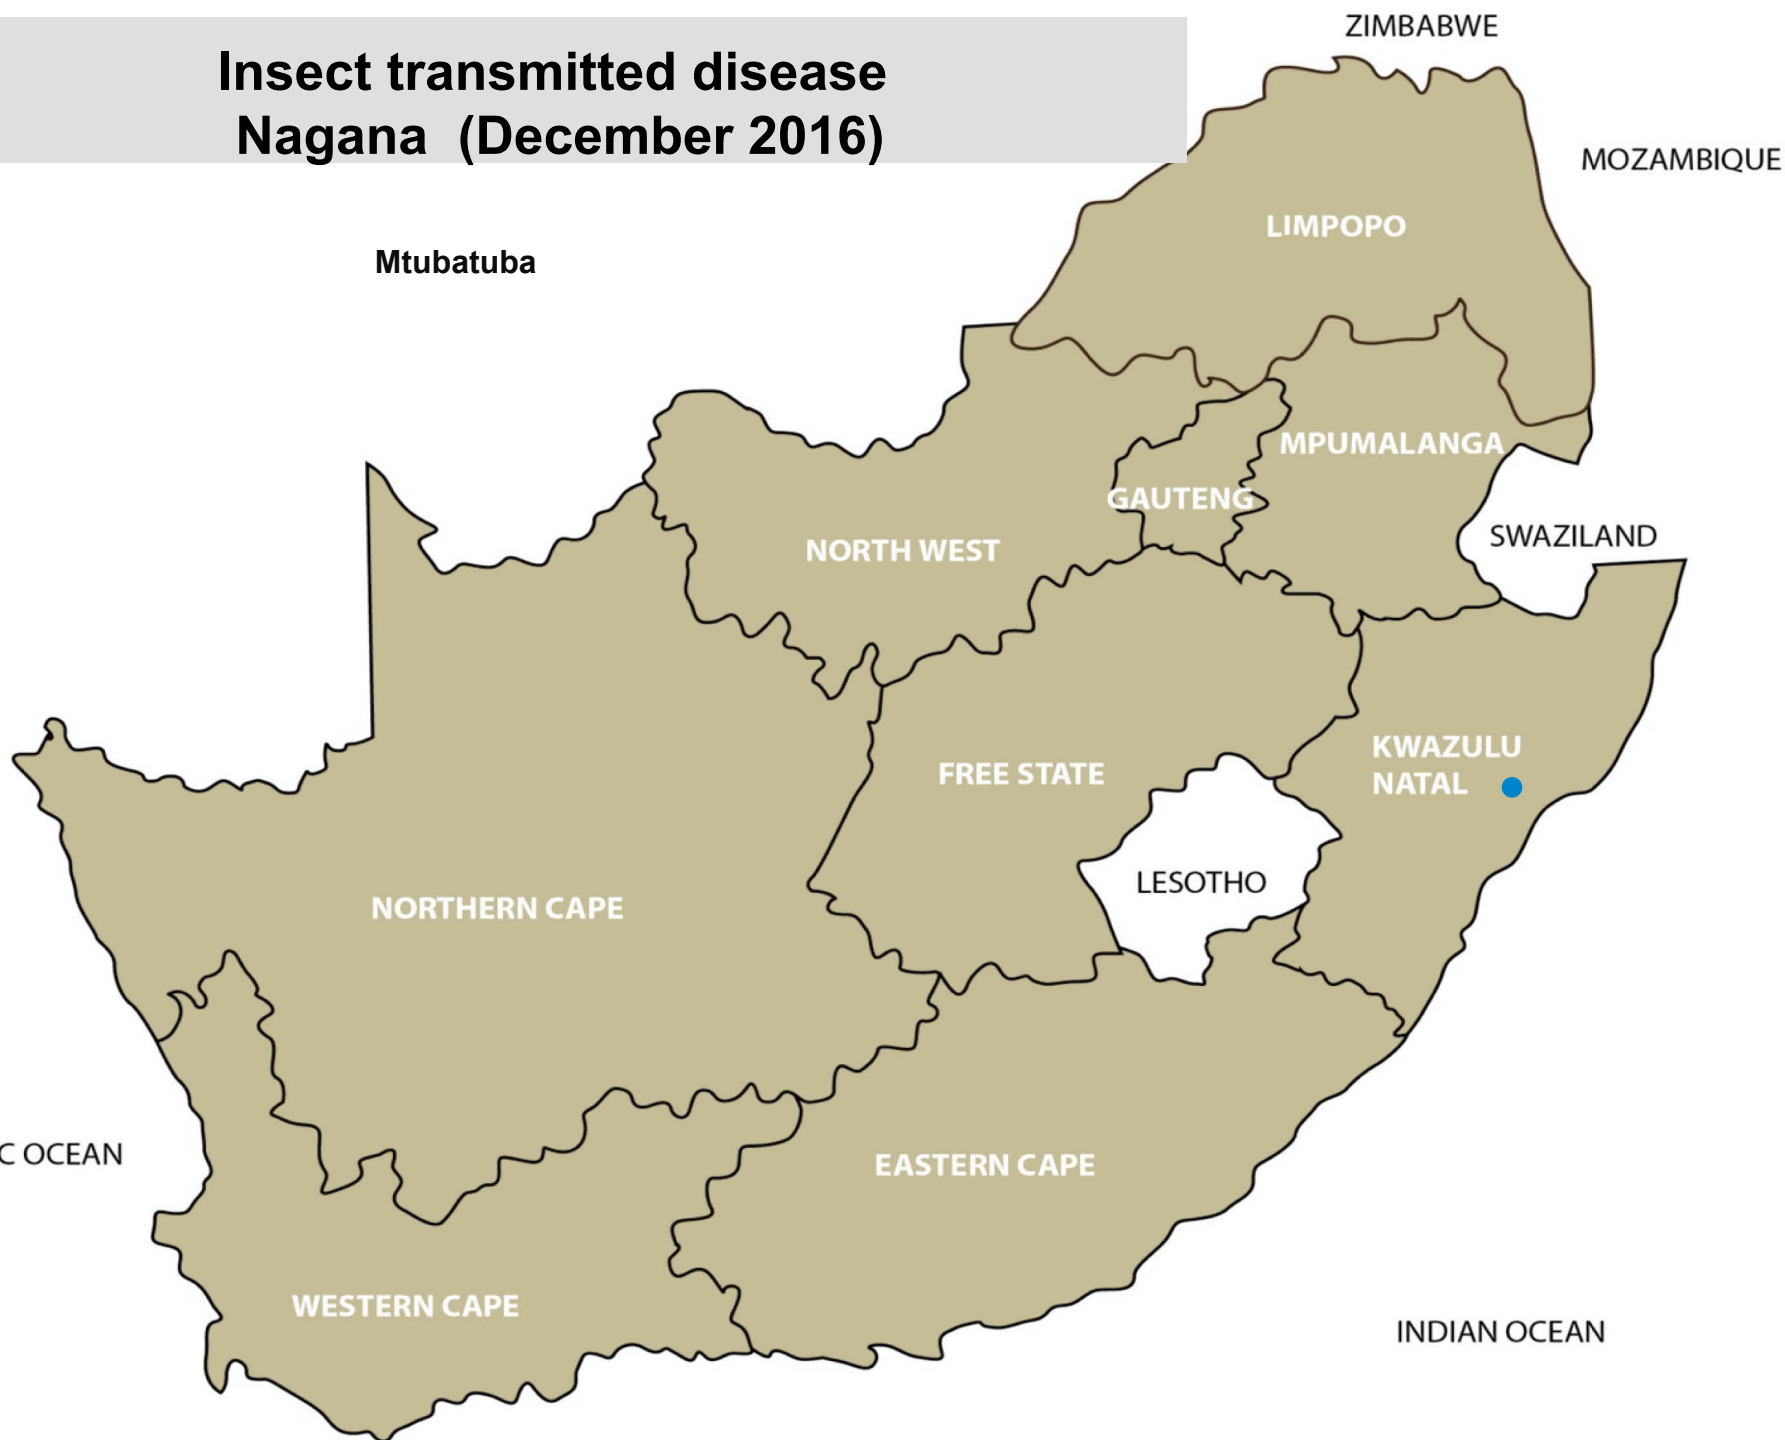 Insect transmitted disease
Nagana (December 2016)
ZIMBABWE
MOZAMBIQUE
LIMPOPO
Mtubatuba
MPUMALANGA
GAUTENG
SWAZILAND
NORTH WEST
KWAZULU
NATAL
FREE STATE
LESOTHO
NORTHERN CAPE
C OCEAN
EASTERN CAPE
WESTERN CAPE
INDIAN OCEAN